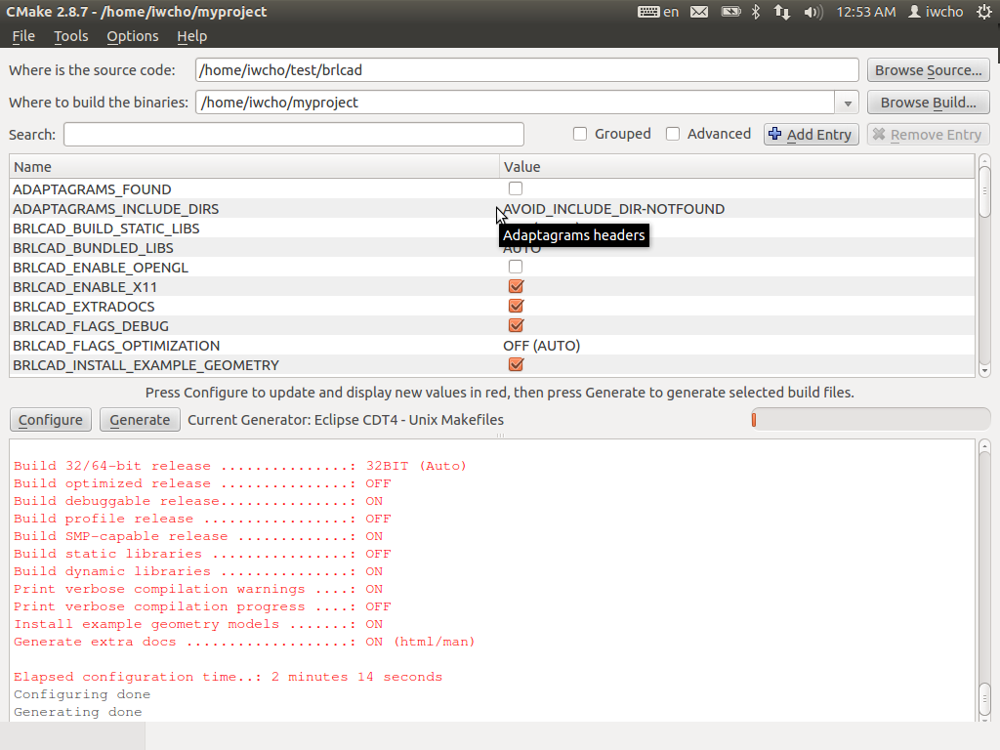 CMake 2.8.7 - /home/iwcho/myproject en 12:53 AM iwcho
File Tools Options Help
Where is the source code: /home/iwcho/test/brlcad Browse Source...
Where to build the binaries: /home/iwcho/myproject Browse Build...
Search: Grouped Advanced Add Entry Remove Entry
Name Value
ADAPTAGRAMS_FOUND
ADAPTAGRAMS_INCLUDE_DIRS AVOID_INCLUDE_DIR-NOTFOUND
BRLCAD_BUILD_STATIC_LIBS
Adaptagrams headers
BRLCAD_BUNDLED_LIBS AUTO
BRLCAD_ENABLE_OPENGL
BRLCAD_ENABLE_X11
BRLCAD_EXTRADOCS
BRLCAD_FLAGS_DEBUG
BRLCAD_FLAGS_OPTIMIZATION OFF (AUTO)
BRLCAD_INSTALL_EXAMPLE_GEOMETRY
Press Configure to update and display new values in red, then press Generate to generate selected build files.
Configure Generate Current Generator: Eclipse CDT4 - Unix Makefiles
Build 32/64-bit release ...............: 32BIT (Auto)
Build optimized release ...............: OFF
Build debuggable release...............: ON
Build profile release .................: OFF
Build SMP-capable release .............: ON
Build static libraries ................: OFF
Build dynamic libraries ...............: ON
Print verbose compilation warnings ....: ON
Print verbose compilation progress ....: OFF
Install example geometry models .......: ON
Generate extra docs ...................: ON (html/man)
Elapsed configuration time..: 2 minutes 14 seconds
Configuring done
Generating done